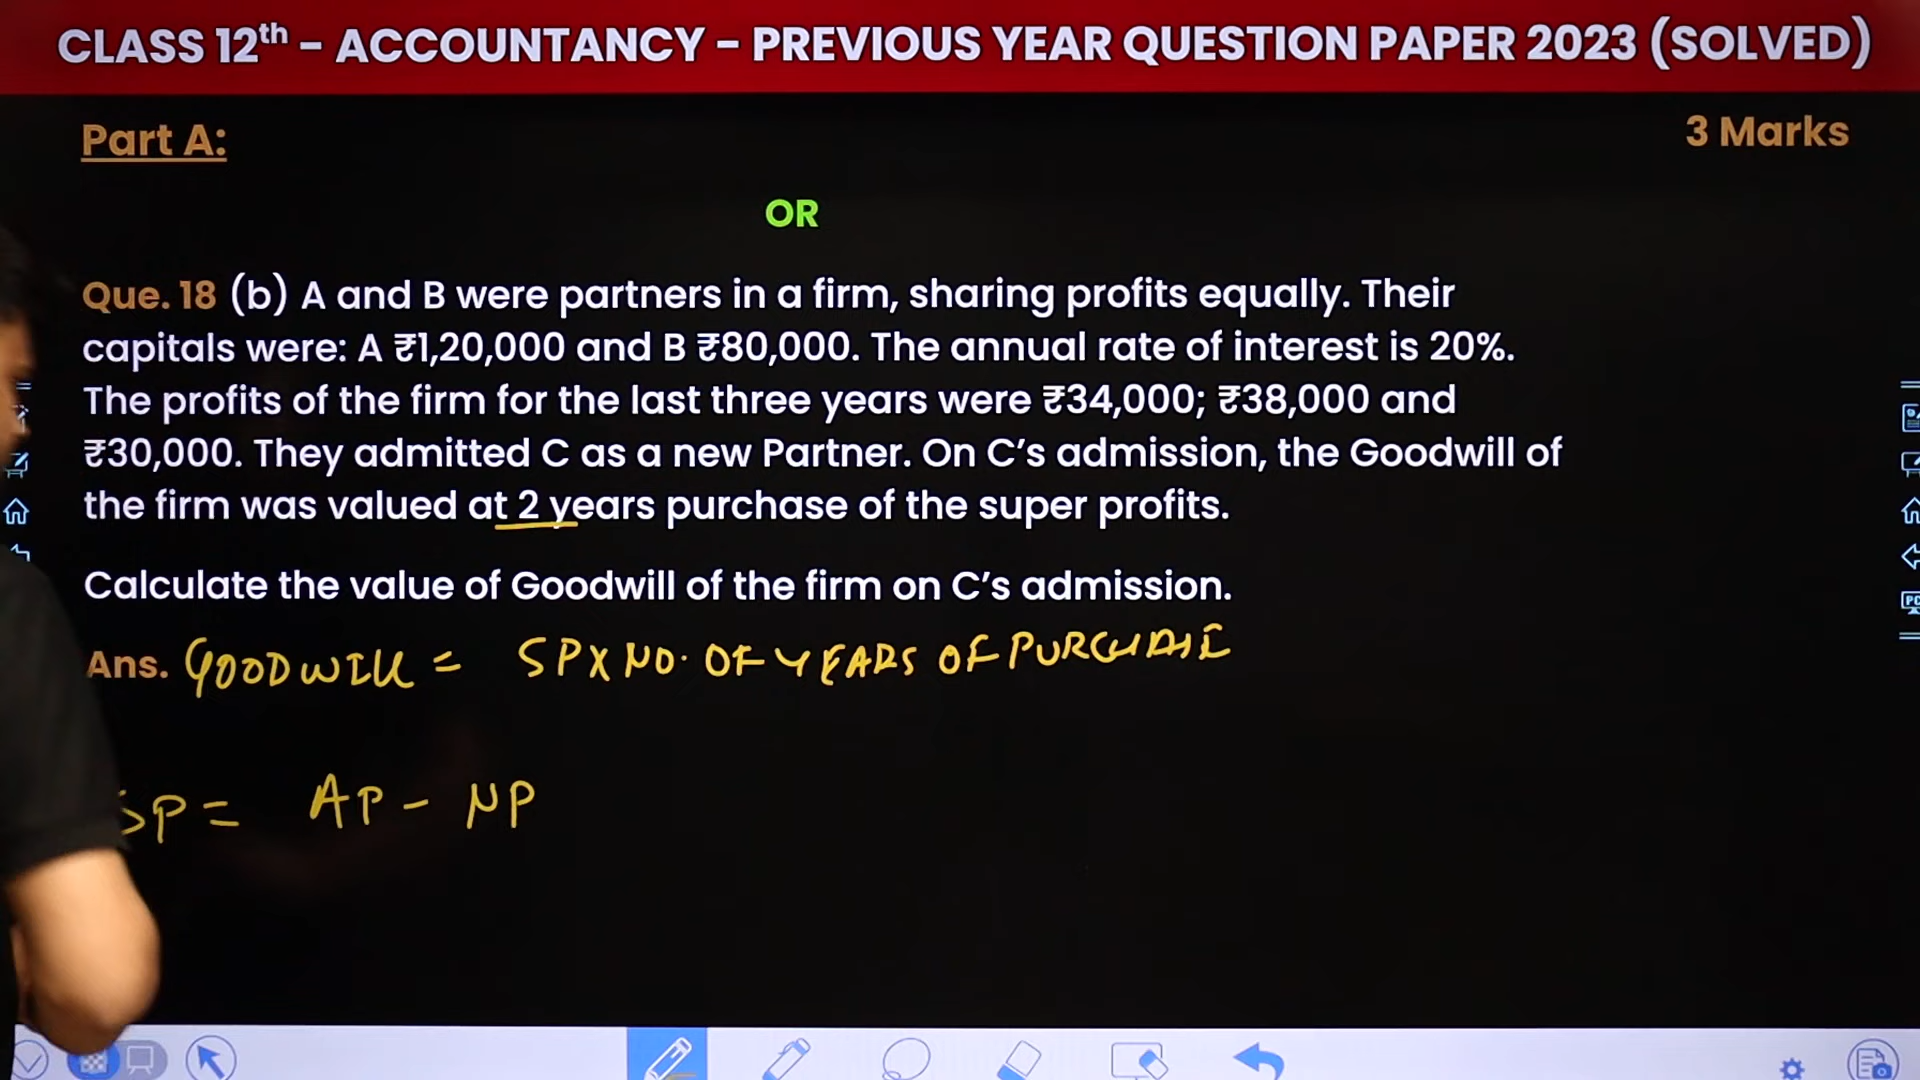 CLASS 12th - ACCOUNTANCY - PREVIOUS YEAR QUESTION PAPER 2023 (SOLVED)
Part A:
3 Marks
OR
Que. 18 (b) A and B were partners in a firm, sharing profits equally. Their
capitals were: A ₹1,20,000 and B ₹80,000. The annual rate of interest is 20%.
The profits of the firm for the last three years were ₹34,000; ₹38,000 and
₹30,000. They admitted C as a new Partner. On C's admission, the Goodwill of
the firm was valued at 2 years purchase of the super profits.
Calculate the value of Goodwill of the firm on C's admission.
Ans. GOODWILL = SP X NO. OF YEARS OF PURCHASE
SP = AP - NP